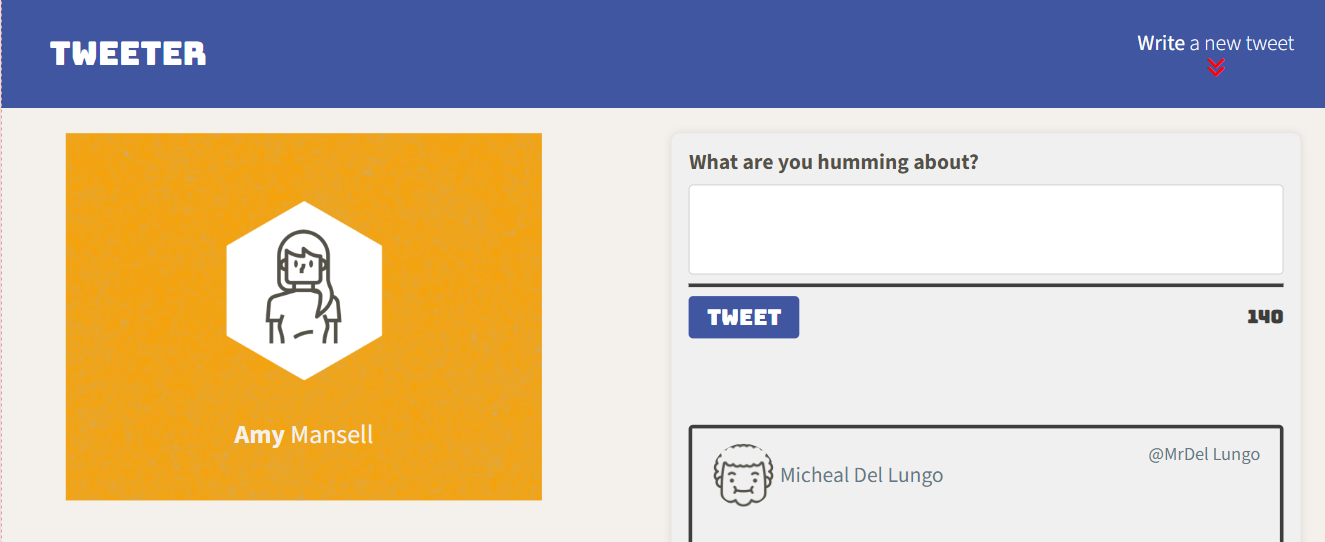 TWEETER
Write a new tweet
Amy Mansell
What are you humming about?
TWEET
140
Micheal Del Lungo
@MrDel Lungo